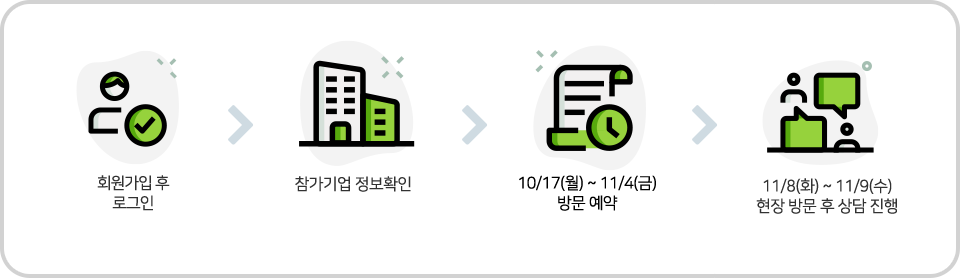 회원가입 후
로그인
참가기업 정보확인
10/17(월) ~ 11/4(금)
방문 예약
11/8(화) ~ 11/9(수)
현장 방문 후 상담 진행